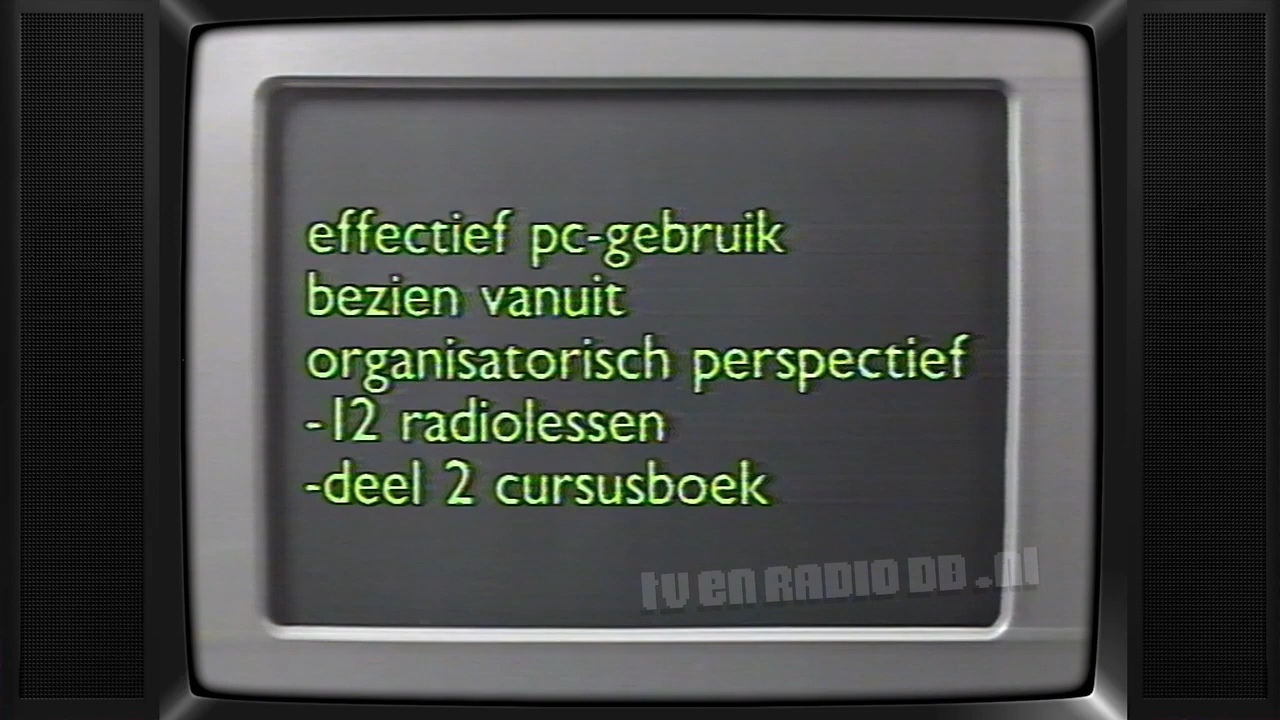 effectief pc-gebruik
bezien vanuit
organisatorisch perspectief
-12 radiolessen
-deel 2 cursusboek
tv en RADIO DB.nl